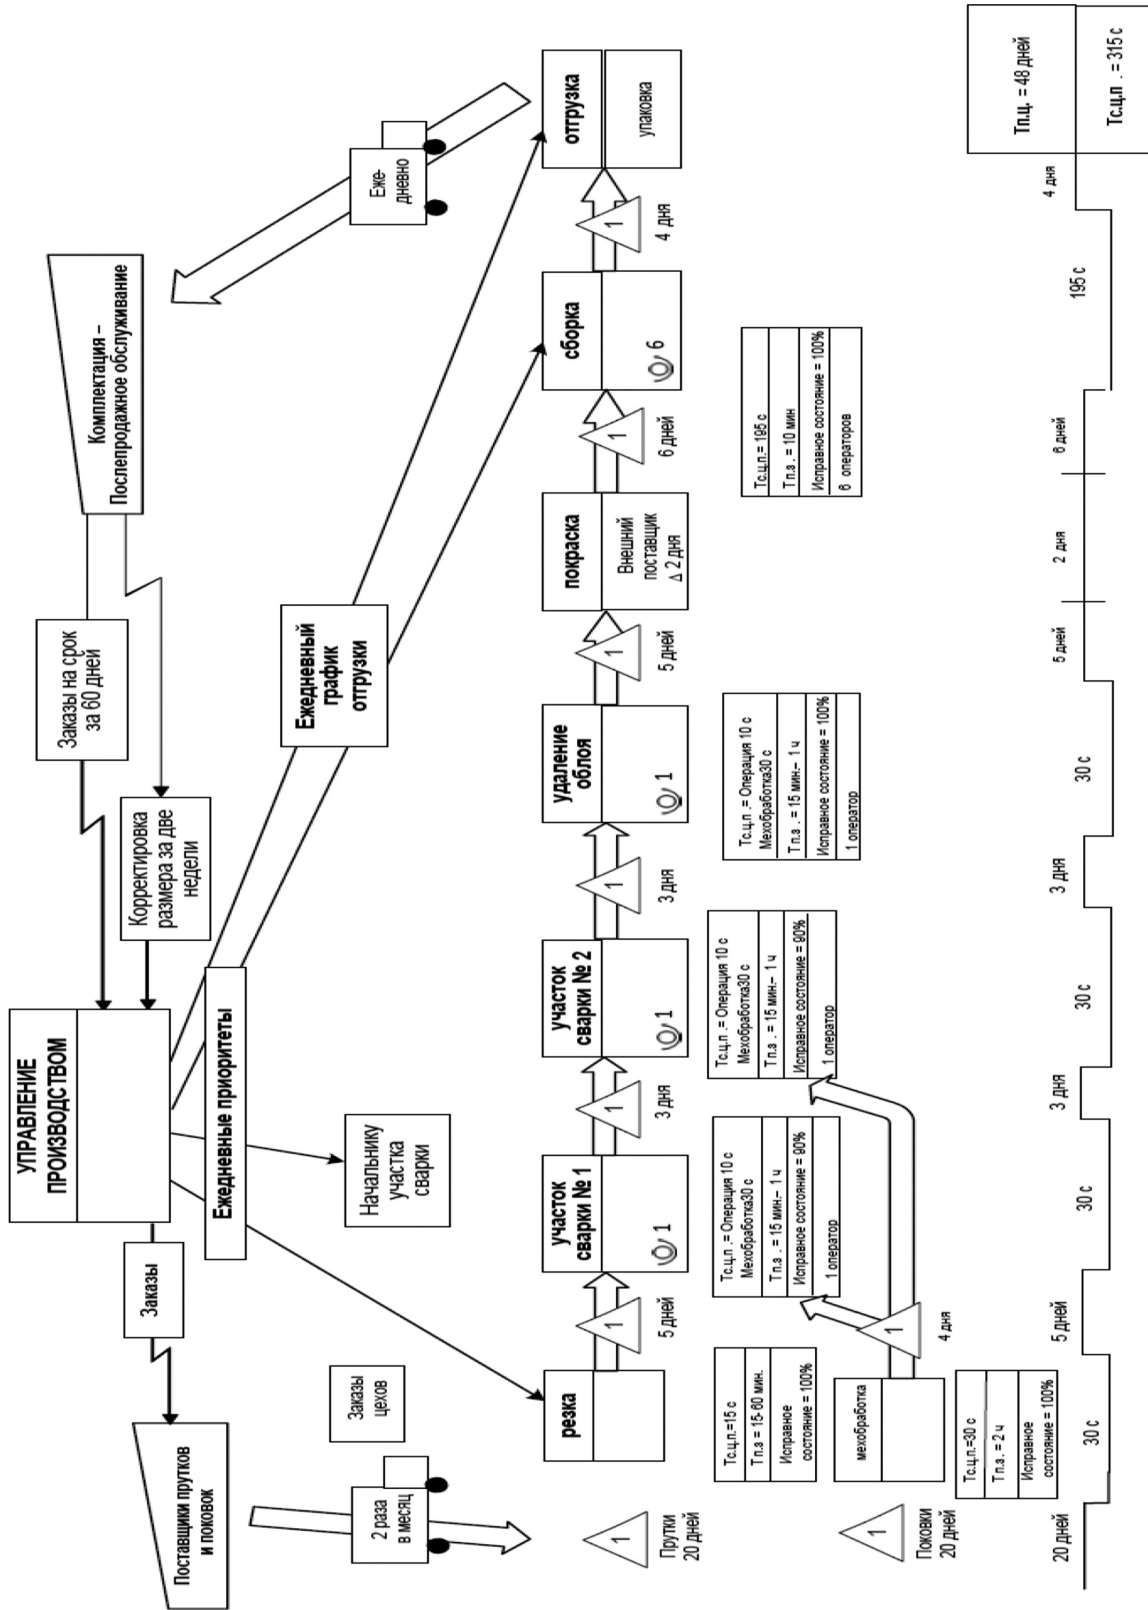 УПРАВЛЕНИЕ
ПРОИЗВОДСТВОМ
Поставщики прутков
и поковок
Заказы
Ежедневные приоритеты
Корректировка
размера за две
недели
Заказы на срок
за 60 дней
Комплектация –
Послепродажное обслуживание
2 раза
в месяц
Заказы
цехов
Начальнику
участка
сварки
Ежедневный
график
отгрузки
Еже-
дневно
1
Прутки
20 дней
резка
1
5 дней
участок
сварки № 1
1
1
3 дня
участок
сварки № 2
1
1
3 дня
удаление
облоя
1
1
5 дней
покраска
Внешний
поставщик
Δ 2 дня
1
6 дней
сборка
6
1
4 дня
отгрузка
упаковка
Тс.ц.п.=15 с
Т п.з = 15-60 мин.
Исправное
состояние = 100%
Тс.ц.п .= Операция 10 с
Мехобработка30 с
Т п.з . = 15 мин.– 1 ч
Исправное состояние = 90%
1 оператор
Тс.ц.п .= Операция 10 с
Мехобработка30 с
Т п.з . = 15 мин.– 1 ч
Исправное состояние = 90%
1 оператор
Тс.ц.п .= Операция 10 с
Мехобработка30 с
Т п.з . = 15 мин.– 1 ч
Исправное состояние = 100%
1 оператор
Тс.ц.п.= 195 с
Т п.з . = 10 мин
Исправное состояние = 100%
6 операторов
1
Поковки
20 дней
мехобработка
1
4 дня
Тс.ц.п.=30 с
Т п.з. = 2 ч
Исправное
состояние = 100%
20 дней
30 с
5 дней
30 с
3 дня
30 с
3 дня
30 с
5 дней
2 дня
6 дней
195 с
4 дня
Тп.ц. = 48 дней
Тс.ц.п . = 315 с